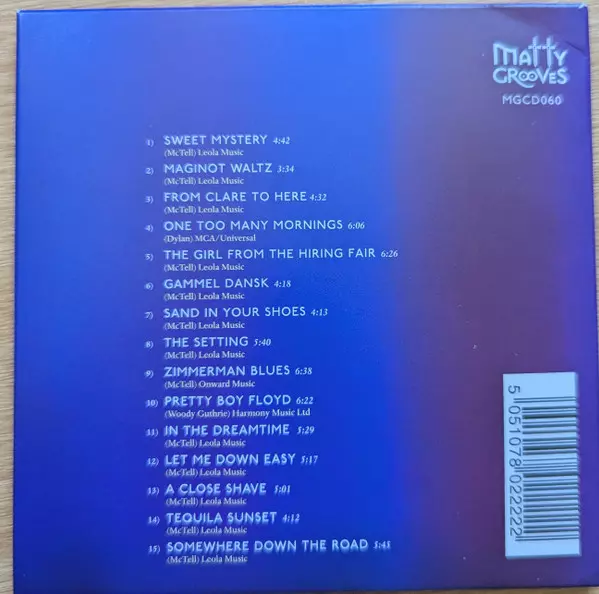 Matty
GROOVES
MGCD060
1) SWEET MYSTERY 4:42
(McTell) Leola Music
2) MAGINOT WALTZ 3:34
(McTell) Leola Music
3) FROM CLARE TO HERE 4:32
(McTell) Leola Music
4) ONE TOO MANY MORNINGS 6:06
(Dylan) MCA/Universal
5) THE GIRL FROM THE HIRING FAIR 6:26
(McTell) Leola Music
6) GAMMEL DANSK 4:18
(McTell) Leola Music
7) SAND IN YOUR SHOES 4:13
(McTell) Leola Music
8) THE SETTING 5:40
(McTell) Leola Music
9) ZIMMERMAN BLUES 6:38
(McTell) Onward Music
10) PRETTY BOY FLOYD 6:22
(Woody Guthrie) Harmony Music Ltd
11) IN THE DREAMTIME 5:29
(McTell) Leola Music
12) LET ME DOWN EASY 5:17
(McTell) Leola Music
13) A CLOSE SHAVE 5:01
(McTell) Leola Music
14) TEQUILA SUNSET 4:12
(McTell) Leola Music
15) SOMEWHERE DOWN THE ROAD 5:45
(McTell) Leola Music
5 051078 022222